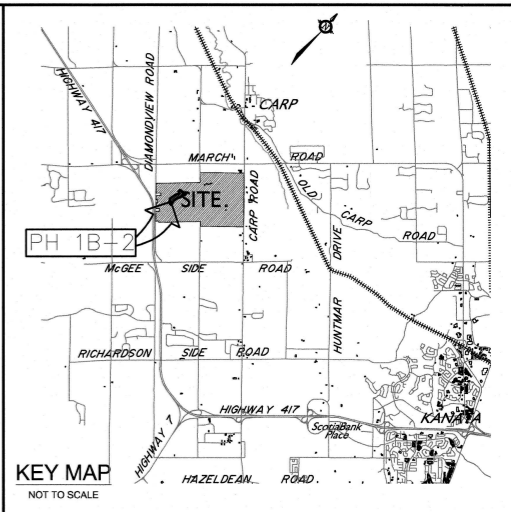 HIGHWAY 417
DIAMONDVIEW ROAD
CARP
MARCH ROAD
OLD CARP ROAD
SITE.
CARP ROAD
PH 1B-2
HUNTMAR DRIVE
McGEE SIDE ROAD
RICHARDSON SIDE ROAD
HIGHWAY 417
ScotiaBank
Place
KANATA
HIGHWAY 7
KEY MAP
NOT TO SCALE
HAZELDEAN. ROAD.